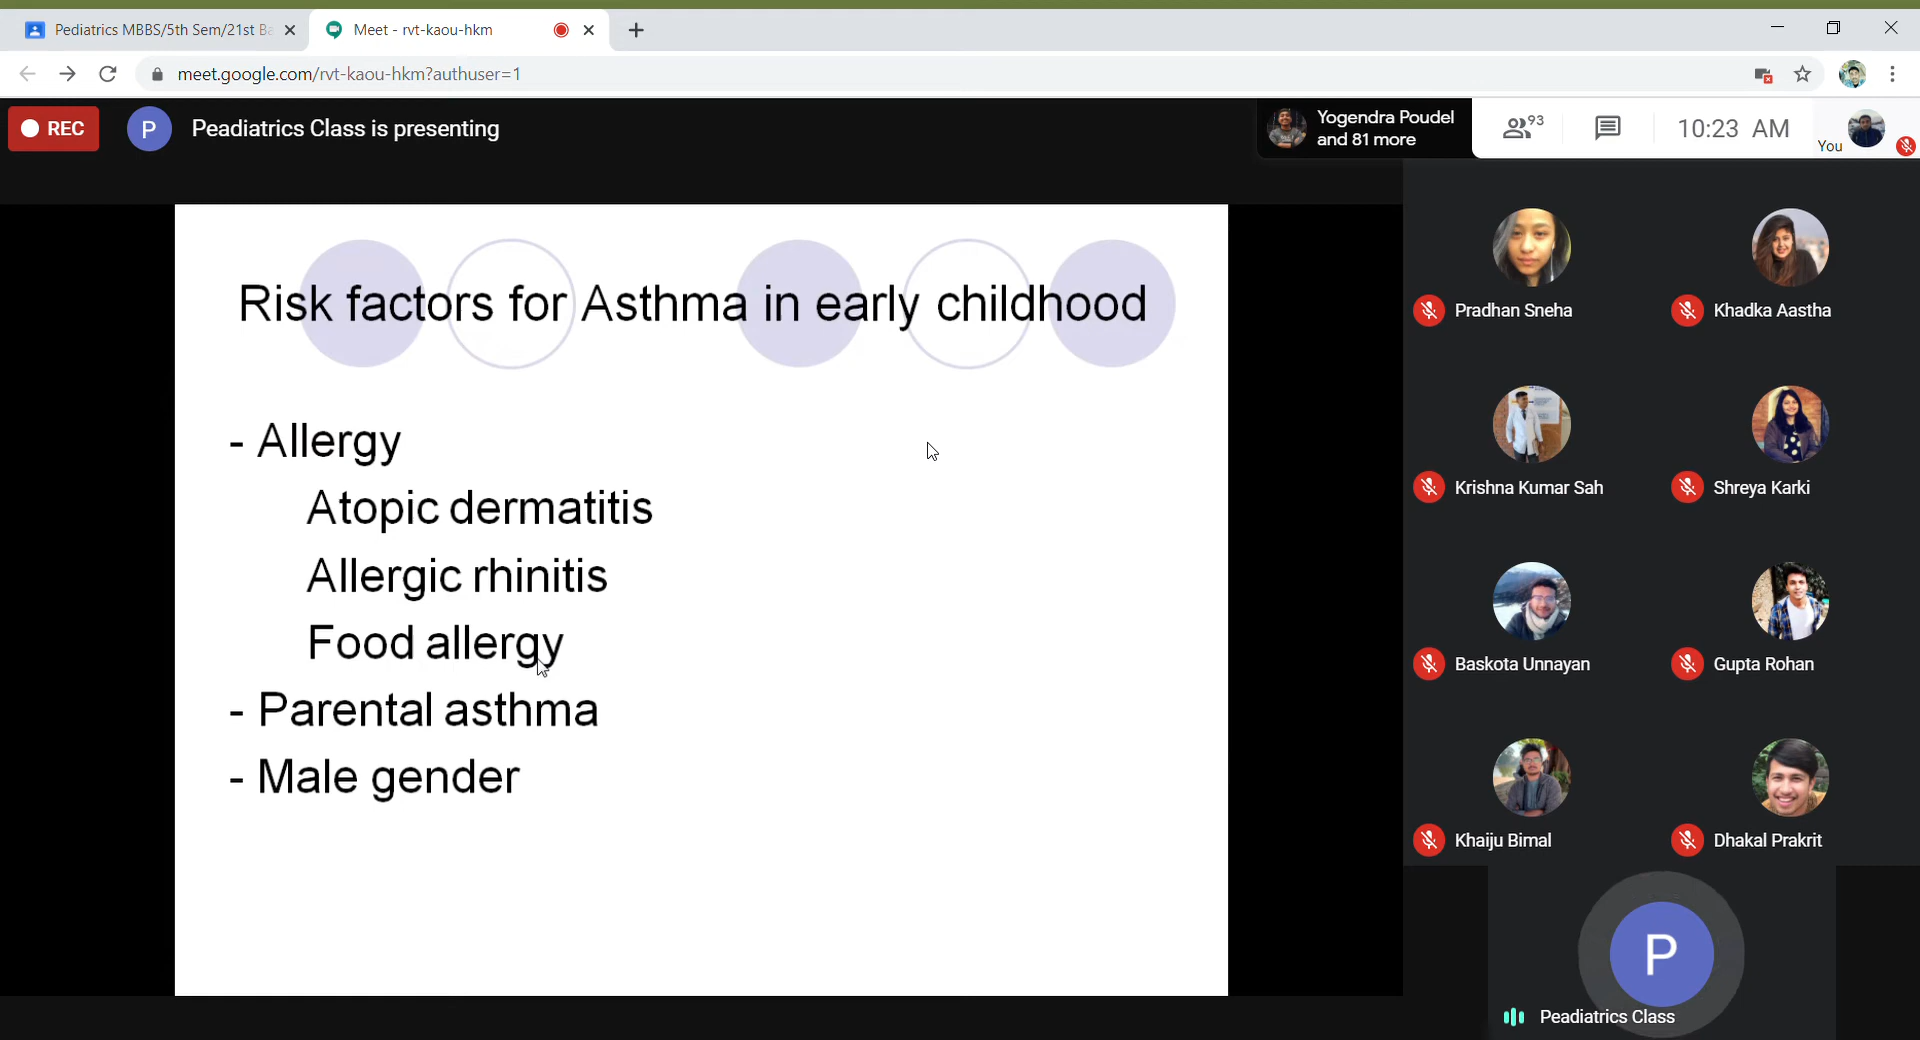 Pediatrics MBBS/5th Sem/21st Ba
Meet - rvt-kaou-hkm
meet.google.com/rvt-kaou-hkm?authuser=1
REC
P
Peadiatrics Class is presenting
Yogendra Poudel
and 81 more
93
10:23 AM
You
Risk factors for Asthma in early childhood
- Allergy
Atopic dermatitis
Allergic rhinitis
Food allergy
- Parental asthma
- Male gender
Pradhan Sneha
Khadka Aastha
Krishna Kumar Sah
Shreya Karki
Baskota Unnayan
Gupta Rohan
Khaiju Bimal
Dhakal Prakrit
P
Peadiatrics Class